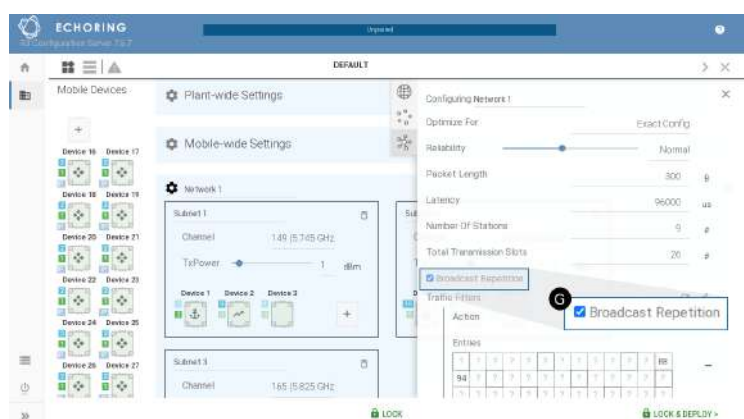 ECHORING
R3 Configuration Server 7.5.7
Unpaired
DEFAULT
Mobile Devices
+
Device 16 Device 17
Device 18 Device 19
Device 20 Device 21
Device 22 Device 23
Device 24 Device 25
Device 26 Device 27
Plant-wide Settings
Mobile-wide Settings
Network 1
Subnet 1
Channel 149 (5.745 GHz
TxPower 1 dBm
Device 1 Device 2 Device 3
+
Subnet 3
Channel 165 (5.825 GHz
Configuring Network 1
Optimize For Exact Config
Reliability Normal
Packet Length 300 B
Latency 96000 us
Number Of Stations 9 #
Total Transmission Slots 20 #
Broadcast Repetition
Traffic Filters
G
Broadcast Repetition
Action
Entries
? ? ? ? ? ? ? ? 88
94 ? ? ? ? ? ? ? ? ?
LOCK
LOCK & DEPLOY >